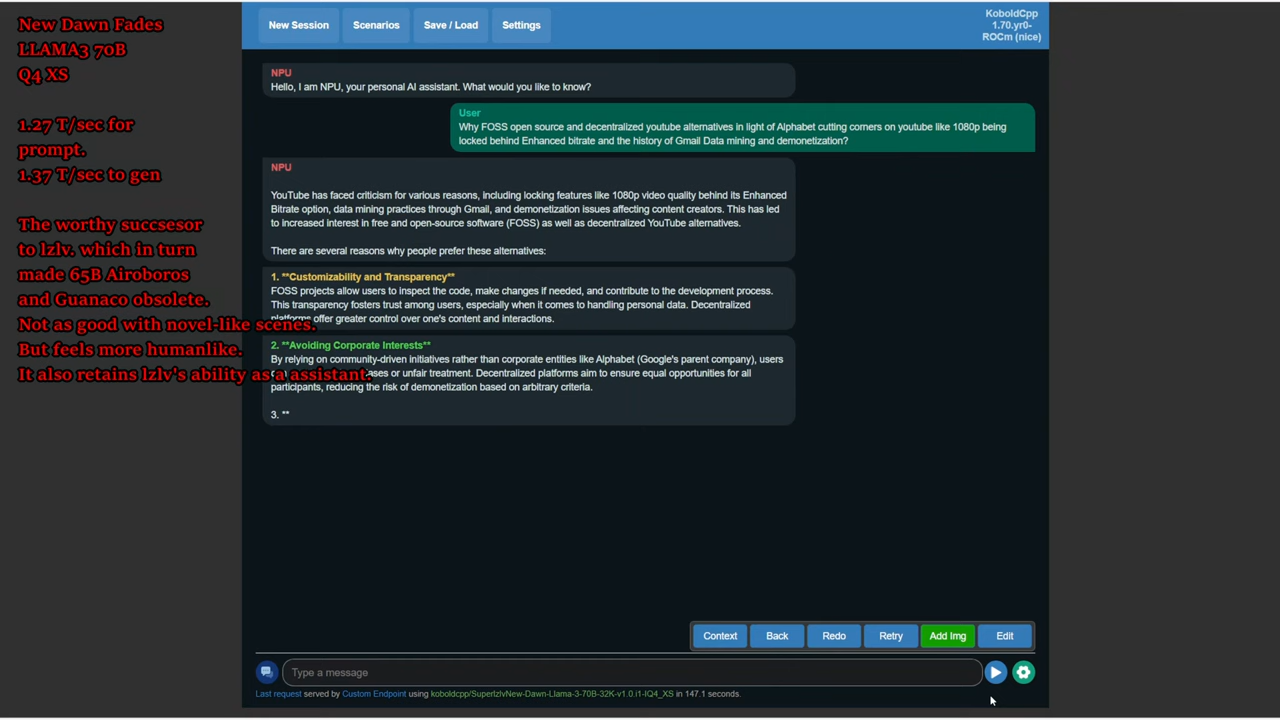 New Dawn Fades
LLAMA3 70B
Q4 XS
1.27 T/sec for
prompt.
1.37 T/sec to gen
The worthy succsesor
to lzlv. which in turn
made 65B Airoboros
and Guanaco obsolete.
Not as good with novel-like scenes.
But feels more humanlike.
It also retains lzlv's ability as a assistant.
New Session
Scenarios
Save / Load
Settings
KoboldCpp
1.70.yr0-
ROCm (nice)
NPU
Hello, I am NPU, your personal AI assistant. What would you like to know?
User
Why FOSS open source and decentralized youtube alternatives in light of Alphabet cutting corners on youtube like 1080p being
locked behind Enhanced bitrate and the history of Gmail Data mining and demonetization?
NPU
YouTube has faced criticism for various reasons, including locking features like 1080p video quality behind its Enhanced
Bitrate option, data mining practices through Gmail, and demonetization issues affecting content creators. This has led
to increased interest in free and open-source software (FOSS) as well as decentralized YouTube alternatives.
There are several reasons why people prefer these alternatives:
1. **Customizability and Transparency**
FOSS projects allow users to inspect the code, make changes if needed, and contribute to the development process.
This transparency fosters trust among users, especially when it comes to handling personal data. Decentralized
platforms offer greater control over one's content and interactions.
2. **Avoiding Corporate Interests**
By relying on community-driven initiatives rather than corporate entities like Alphabet (Google's parent company), users
or unfair treatment. Decentralized platforms aim to ensure equal opportunities for all
participants, reducing the risk of demonetization based on arbitrary criteria.
3. **
Context
Back
Redo
Retry
Add Img
Edit
Type a message
Last request served by Custom Endpoint using koboldcpp/SuperlzlvNew-Dawn-Llama-3-70B-32K-v1.0.i1-IQ4_XS in 147.1 seconds.